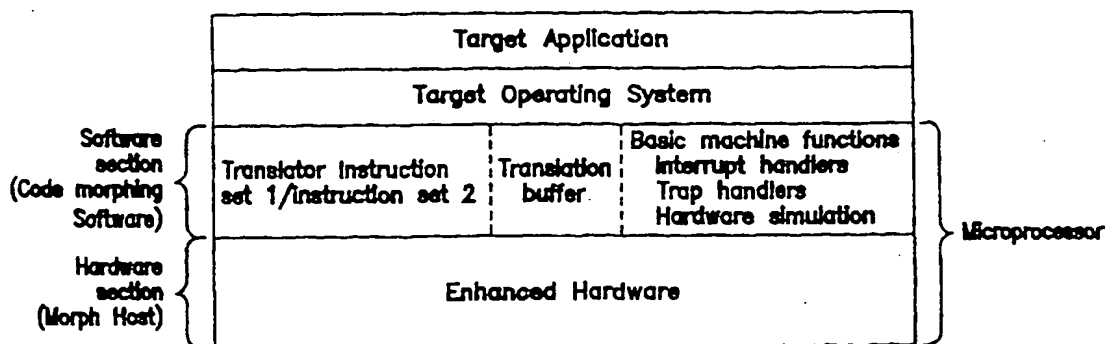 Target Application
Target Operating System
Software
section
(Code morphing
Software)
Translator Instruction
set 1/instruction set 2
Translation
buffer
Basic machine functions
Interrupt handlers
Trap handlers
Hardware simulation
Microprocessor
Hardware
section
(Morph Host)
Enhanced Hardware